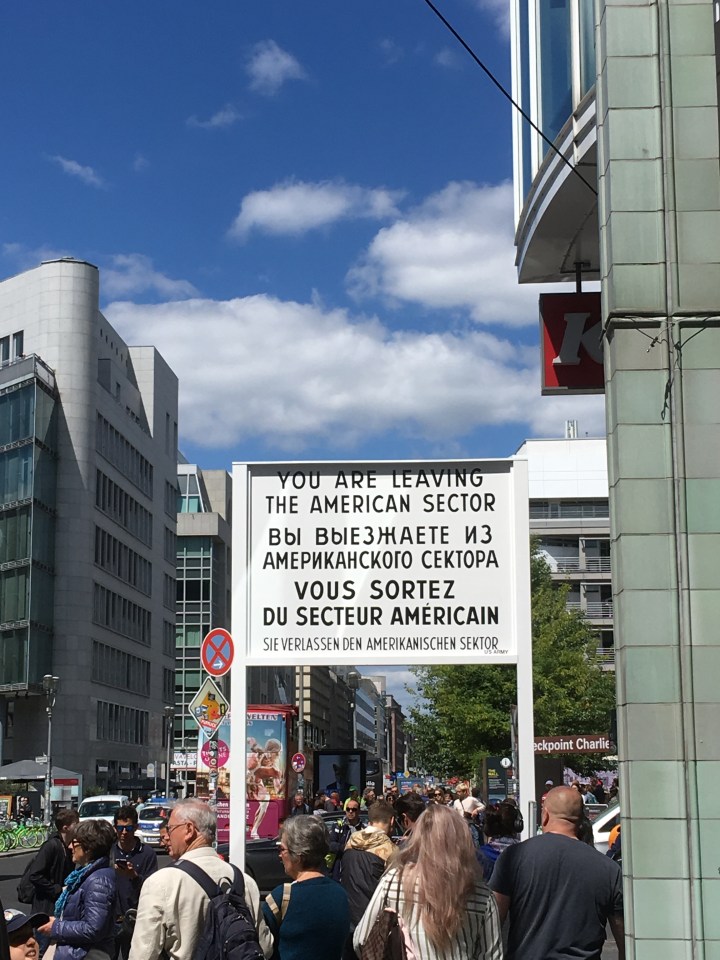 YOU ARE LEAVING
THE AMERICAN SECTOR
ВЫ ВЫЕЗЖАЕТЕ ИЗ
АМЕРИКАНСКОГО СЕКТОРА
VOUS SORTEZ
DU SECTEUR AMÉRICAIN
SIE VERLASSEN DEN AMERIKANISCHEN SEKTOR
US ARMY
K
Checkpoint Charlie